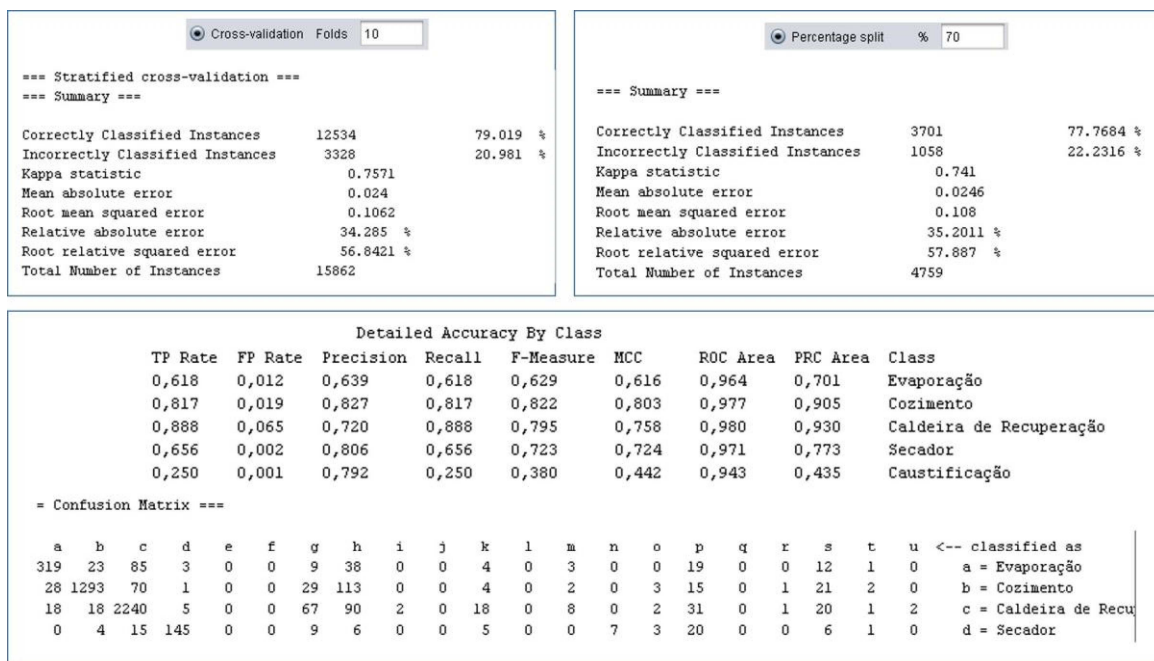 Cross-validation Folds 10
=== Stratified cross-validation ===
=== Summary ===
Correctly Classified Instances 12534 79.019 %
Incorrectly Classified Instances 3328 20.981 %
Kappa statistic 0.7571
Mean absolute error 0.024
Root mean squared error 0.1062
Relative absolute error 34.285 %
Root relative squared error 56.8421 %
Total Number of Instances 15862
Percentage split % 70
=== Summary ===
Correctly Classified Instances 3701 77.7684 %
Incorrectly Classified Instances 1058 22.2316 %
Kappa statistic 0.741
Mean absolute error 0.0246
Root mean squared error 0.108
Relative absolute error 35.2011 %
Root relative squared error 57.887 %
Total Number of Instances 4759
Detailed Accuracy By Class
TP Rate FP Rate Precision Recall F-Measure MCC ROC Area PRC Area Class
0,618 0,012 0,639 0,618 0,629 0,616 0,964 0,701 Evaporação
0,817 0,019 0,827 0,817 0,822 0,803 0,977 0,905 Cozimento
0,888 0,065 0,720 0,888 0,795 0,758 0,980 0,930 Caldeira de Recuperação
0,656 0,002 0,806 0,656 0,723 0,724 0,971 0,773 Secador
0,250 0,001 0,792 0,250 0,380 0,442 0,943 0,435 Caustificação
= Confusion Matrix ===
a b c d e f g h i j k l m n o p q r s t u <-- classified as
319 23 85 3 0 0 9 38 0 0 4 0 3 0 0 19 0 0 12 1 0 a = Evaporação
28 1293 70 1 0 0 29 113 0 0 4 0 2 0 3 15 0 1 21 2 0 b = Cozimento
18 18 2240 5 0 0 67 90 2 0 18 0 8 0 2 31 0 1 20 1 2 c = Caldeira de Recu
0 4 15 145 0 0 9 6 0 0 5 0 0 7 3 20 0 0 6 1 0 d = Secador